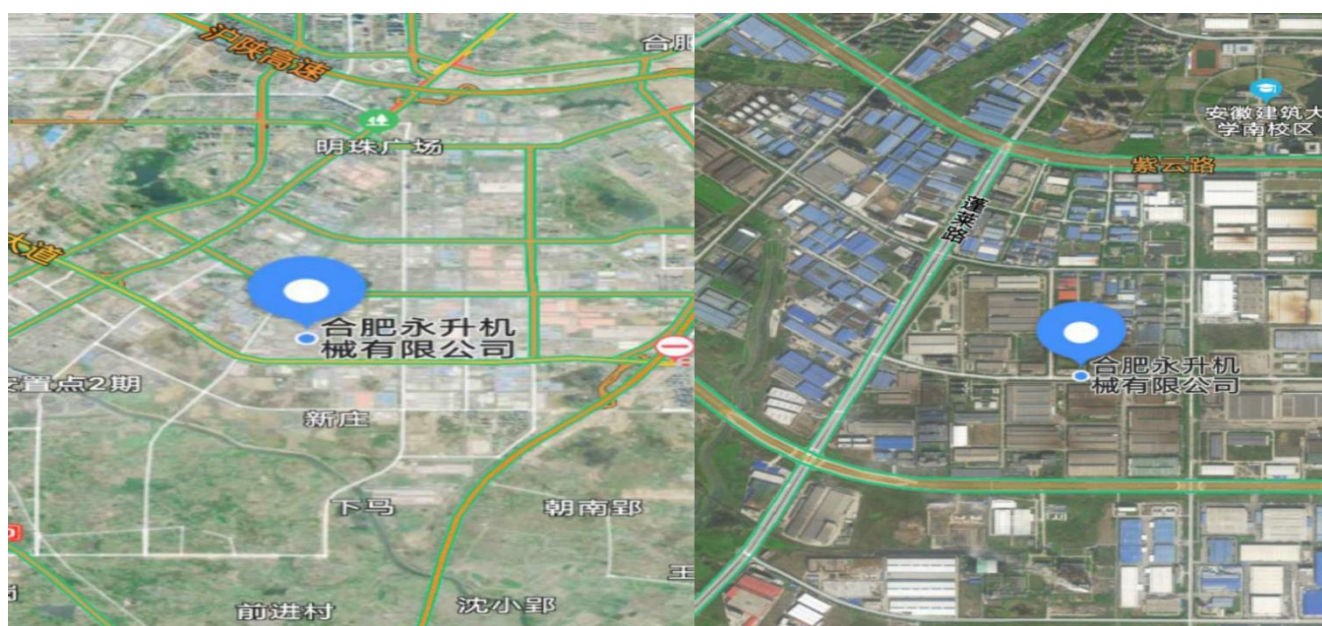 沪陕高速
合肥
明珠广场
大道
合肥永升机
械有限公司
安置点2期
新庄
下马
朝南郢
王
岗
前进村
沈小郢
安徽建筑大
学南校区
紫云路
蓬莱路
合肥永升机
械有限公司